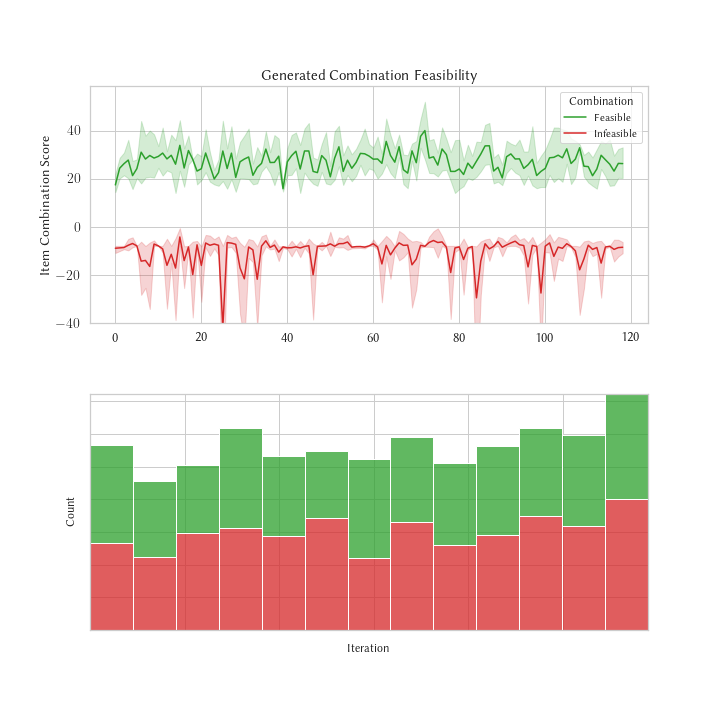 Generated Combination Feasibility
Item Combination Score
40
20
0
−20
−40
Combination
Feasible
Infeasible
0 20 40 60 80 100 120
Count
Iteration